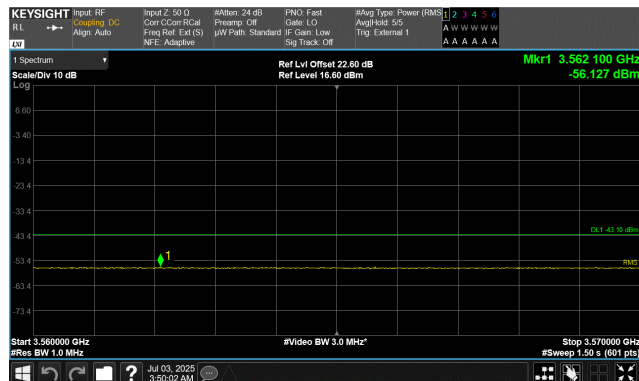 KEYSIGHT Input: RF Input Z: 50 Ω #Atten: 24 dB PNO: Fast #Avg Type: Power (RMS 1 2 3 4 5 6
RL Coupling: DC Corr CCorr RCal Preamp: Off Gate: LO Avg|Hold: 5/5 A W W W W W
Align: Auto Freq Ref: Ext (S) µW Path: Standard IF Gain: Low Trig: External 1 A A A A A A
LXI NFE: Adaptive Sig Track: Off
1 Spectrum Ref Lvl Offset 22.60 dB Mkr1 3.562 100 GHz
Scale/Div 10 dB Ref Level 16.60 dBm -56.127 dBm
Log
6.60
-3.40
-13.4
-23.4
-33.4
DL1 -43.10 dBm
-43.4
1
-53.4
RMS
-63.4
-73.4
Start 3.560000 GHz #Video BW 3.0 MHz* Stop 3.570000 GHz
#Res BW 1.0 MHz #Sweep 1.50 s (601 pts)
? Jul 03, 2025
3:50:02 AM